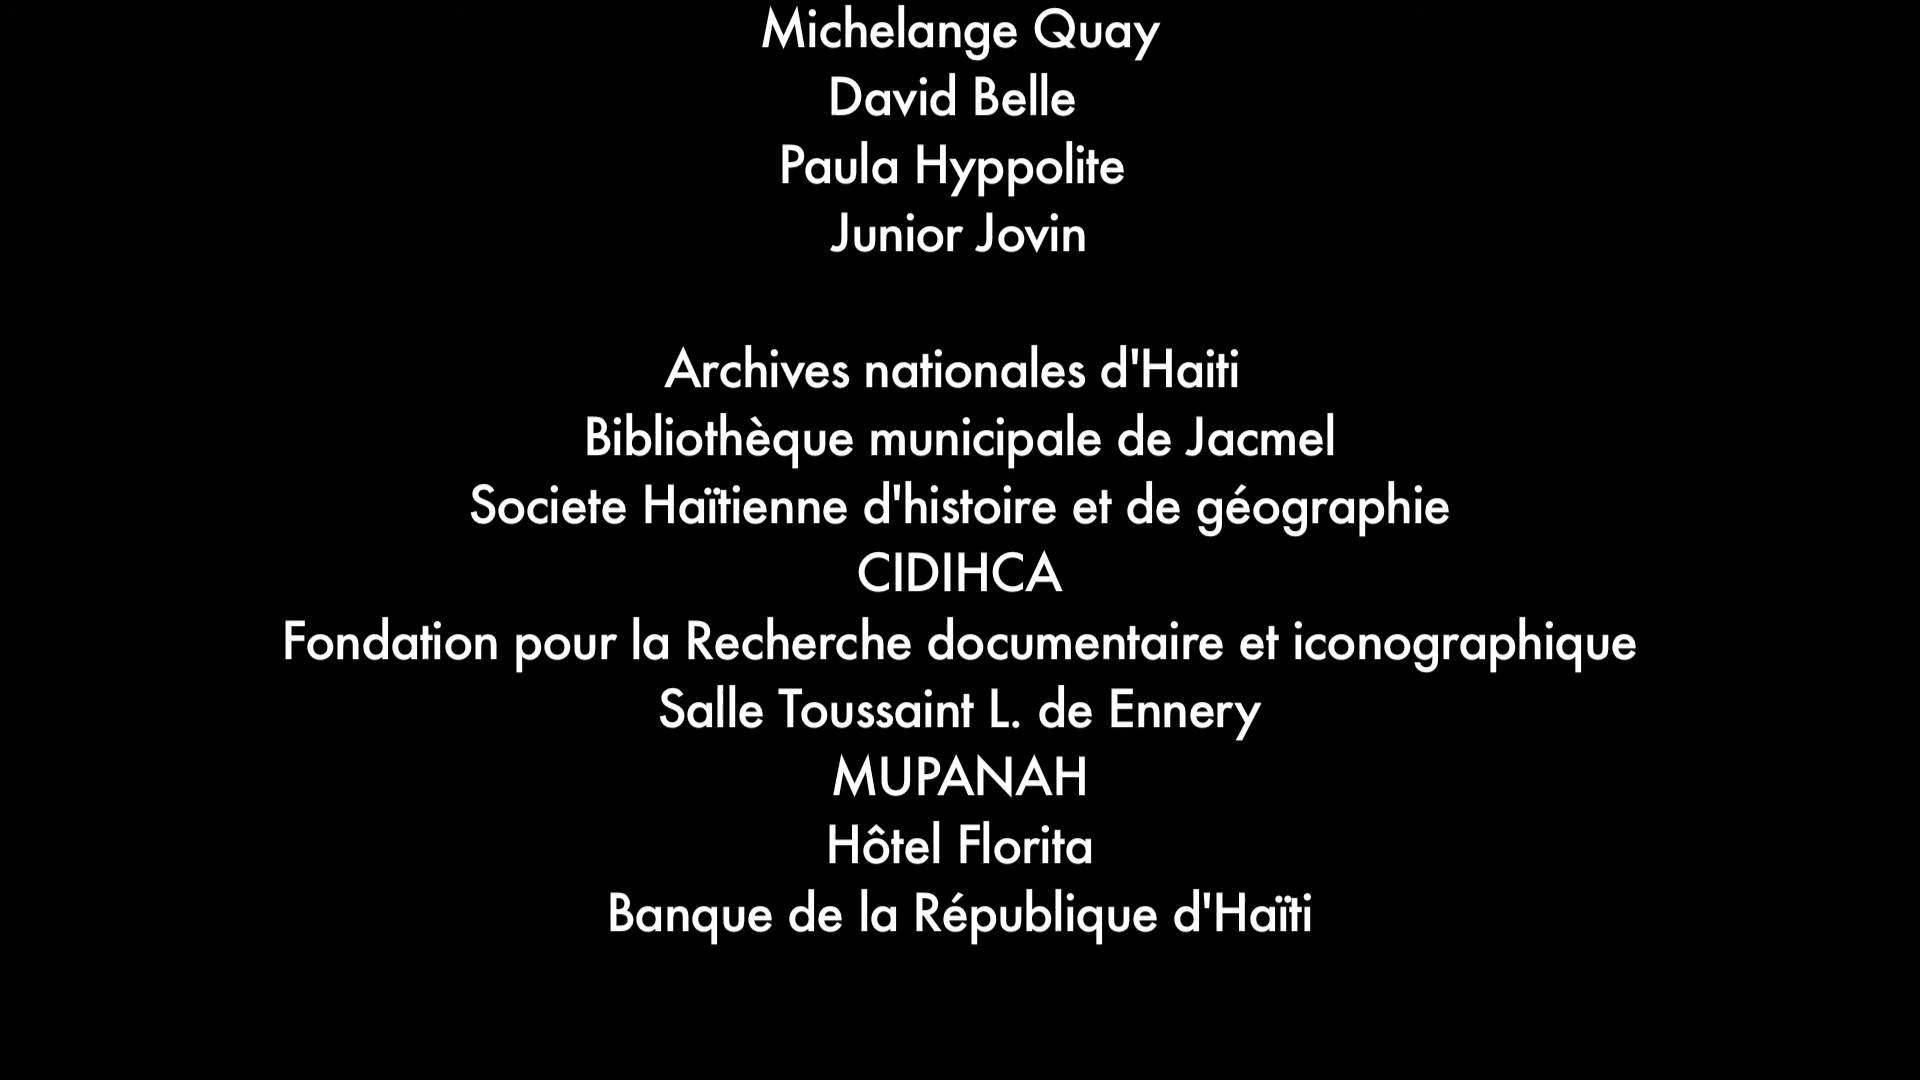 Michelange Quay
David Belle
Paula Hyppolite
Junior Jovin
Archives nationales d'Haiti
Bibliothèque municipale de Jacmel
Societe Haïtienne d'histoire et de géographie
CIDIHCA
Fondation pour la Recherche documentaire et iconographique
Salle Toussaint L. de Ennery
MUPANAH
Hôtel Florita
Banque de la République d'Haïti